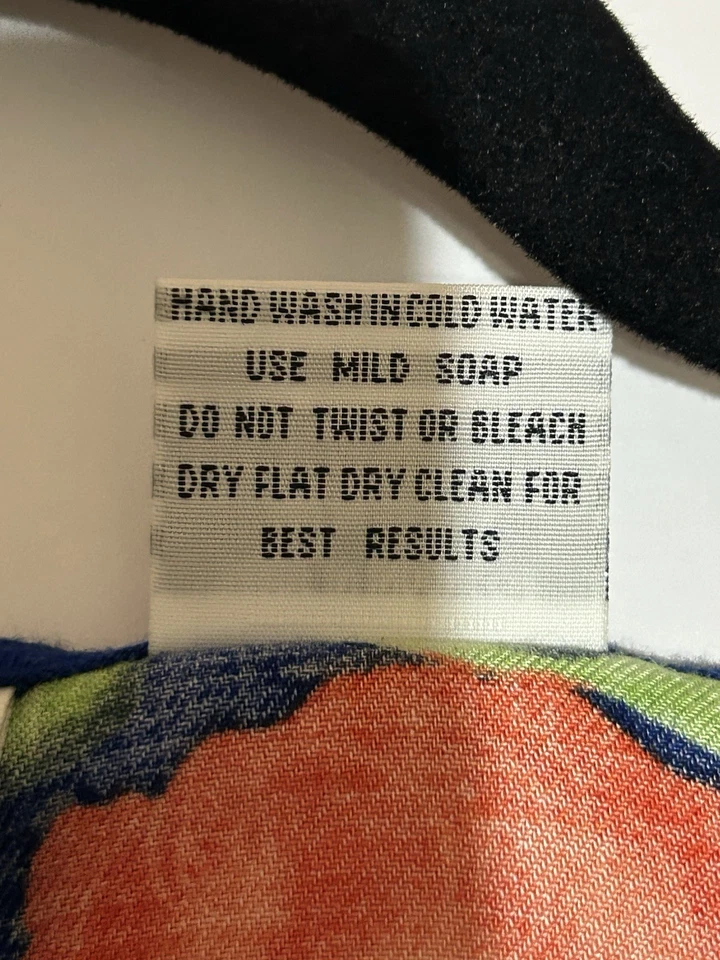 HAND WASH IN COLD WATER
USE MILD SOAP
DO NOT TWIST OR BLEACH
DRY FLAT DRY CLEAN FOR
BEST RESULTS